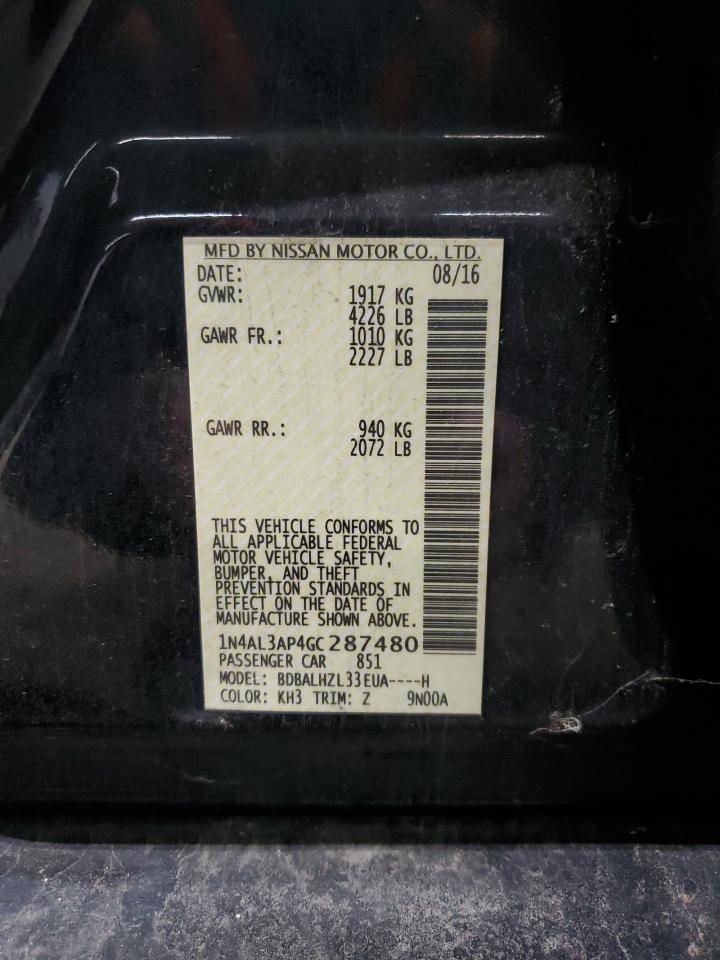 MFD BY NISSAN MOTOR CO., LTD.
DATE: 08/16
GVWR: 1917 KG
4226 LB
GAWR FR.: 1010 KG
2227 LB
GAWR RR.: 940 KG
2072 LB
THIS VEHICLE CONFORMS TO
ALL APPLICABLE FEDERAL
MOTOR VEHICLE SAFETY,
BUMPER, AND THEFT
PREVENTION STANDARDS IN
EFFECT ON THE DATE OF
MANUFACTURE SHOWN ABOVE.
1N4AL3AP4GC287480
PASSENGER CAR 851
MODEL: BDBALHZL33EUA----H
COLOR: KH3 TRIM: Z 9N00A